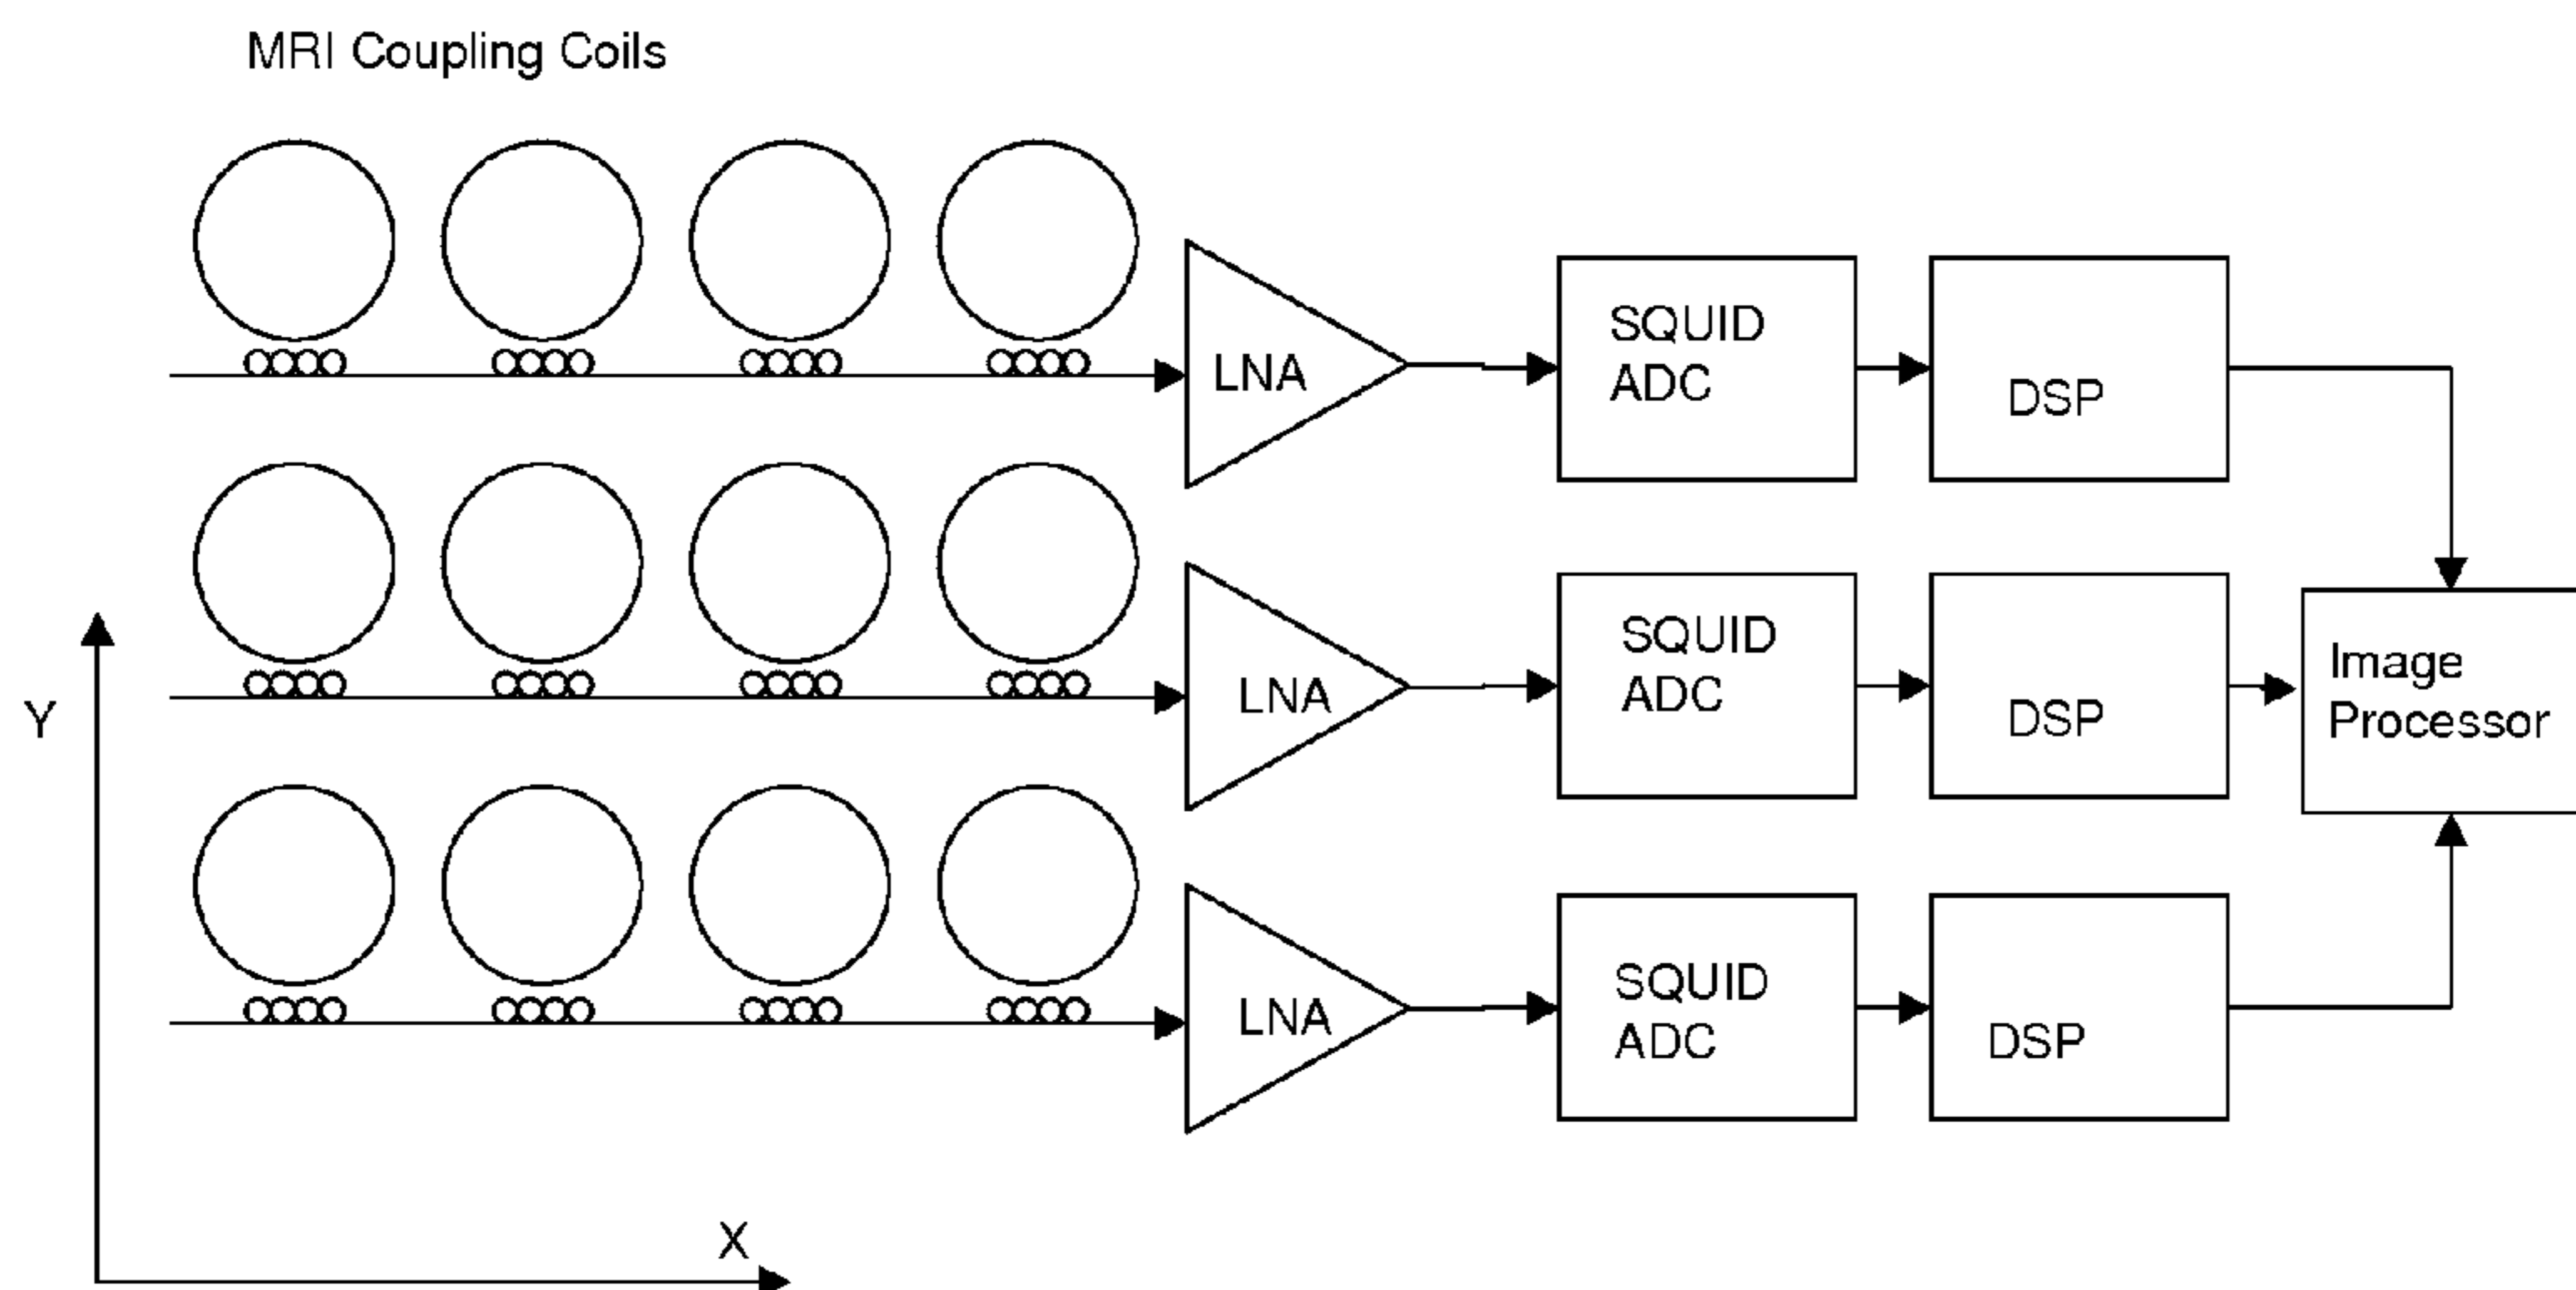 MRI Coupling Coils
LNA
SQUID
ADC
DSP
LNA
SQUID
ADC
DSP
Image
Processor
Y
LNA
SQUID
ADC
DSP
X